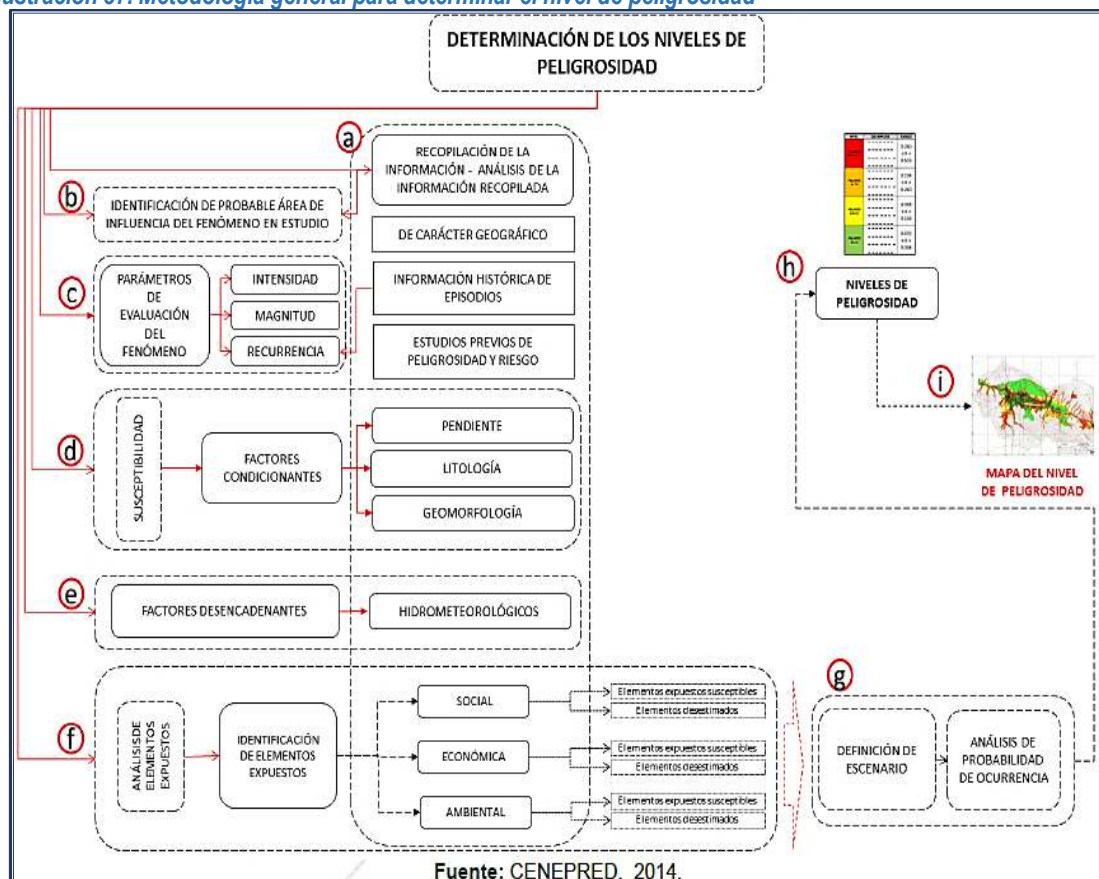 DETERMINACIÓN DE LOS NIVELES DE
PELIGROSIDAD
a
RECOPILACIÓN DE LA
INFORMACIÓN - ANÁLISIS DE LA
INFORMACIÓN RECOPILADA
b
IDENTIFICACIÓN DE PROBABLE ÁREA DE
INFLUENCIA DEL FENÓMENO EN ESTUDIO
DE CARÁCTER GEOGRÁFICO
INFORMACIÓN HISTÓRICA DE
EPISODIOS
ESTUDIOS PREVIOS DE
PELIGROSIDAD Y RIESGO
c
PARÁMETROS
DE
EVALUACIÓN
DEL
FENÓMENO
INTENSIDAD
MAGNITUD
RECURRENCIA
d
SUSCEPTIBILIDAD
FACTORES
CONDICIONANTES
PENDIENTE
LITOLOGÍA
GEOMORFOLOGÍA
e
FACTORES DESENCADENANTES
HIDROMETEOROLÓGICOS
f
ANÁLISIS DE
ELEMENTOS
EXPUESTOS
IDENTIFICACIÓN
DE ELEMENTOS
EXPUESTOS
SOCIAL
Elementos expuestos susceptibles
Elementos desestimados
ECONÓMICA
Elementos expuestos susceptibles
Elementos desestimados
AMBIENTAL
Elementos expuestos susceptibles
Elementos desestimados
g
DEFINICIÓN DE
ESCENARIO
ANÁLISIS DE
PROBABILIDAD
DE OCURRENCIA
h
NIVELES DE
PELIGROSIDAD
i
MAPA DEL NIVEL
DE PELIGROSIDAD
Fuente: CENEPRED, 2014.